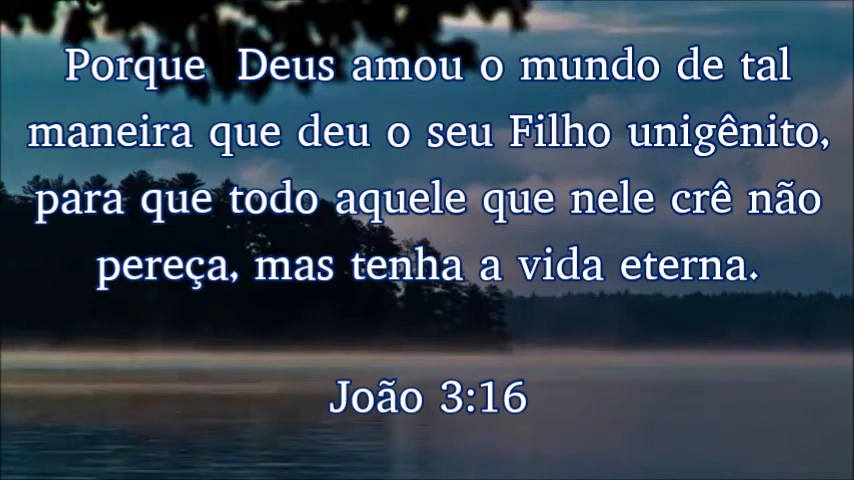 Porque  Deus amou o mundo de tal
maneira que deu o seu Filho unigênito,
para que todo aquele que nele crê não
pereça, mas tenha a vida eterna.
João 3:16